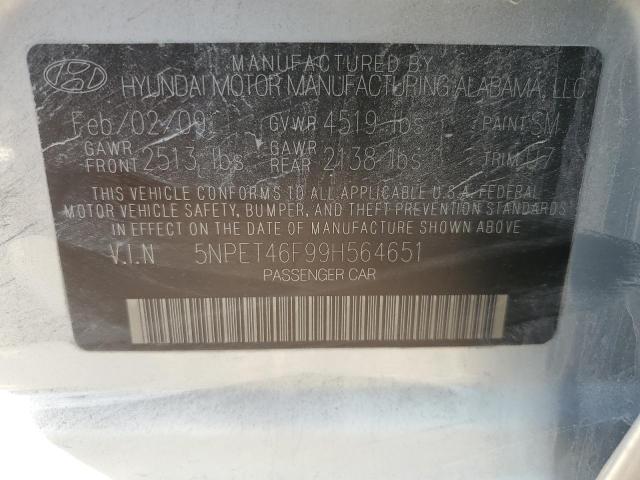 MANUFACTURED BY
HYUNDAI MOTOR MANUFACTURING ALABAMA, LLC
Feb/02/09 GVWR 4519 lbs PAINT SM
GAWR FRONT 2513 lbs GAWR REAR 2138 lbs TRIM U7
THIS VEHICLE CONFORMS TO ALL APPLICABLE U.S.A. FEDERAL
MOTOR VEHICLE SAFETY, BUMPER, AND THEFT PREVENTION
STANDARDS IN EFFECT ON THE DATE OF MANUFACTURE SHOWN ABOVE
V.I.N 5NPET46F99H564651
PASSENGER CAR